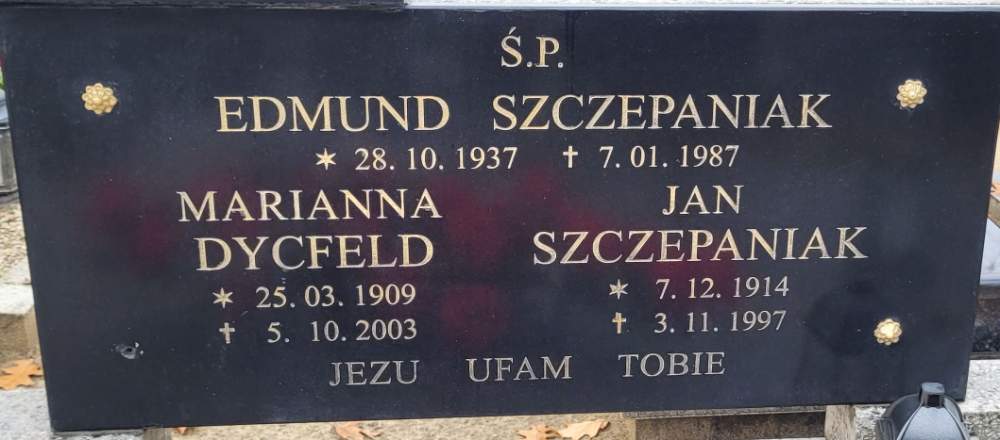 Ś.P.
EDMUND SZCZEPANIAK
* 28. 10. 1937 † 7. 01. 1987
MARIANNA
DYCFELD
* 25. 03. 1909
† 5. 10. 2003
JAN
SZCZEPANIAK
* 7. 12. 1914
† 3. 11. 1997
JEZU UFAM TOBIE